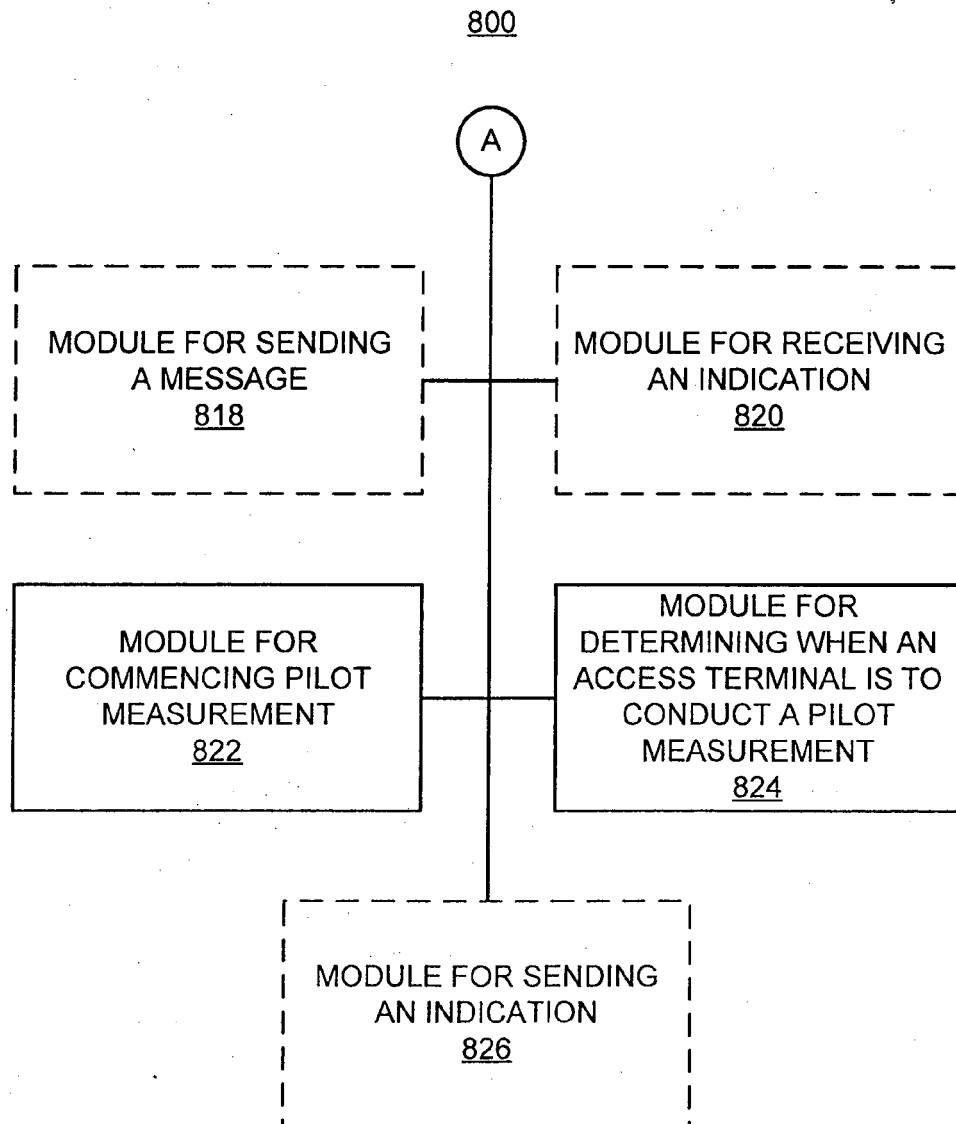 800
A
MODULE FOR SENDING
A MESSAGE
818
MODULE FOR RECEIVING
AN INDICATION
820
MODULE FOR
COMMENCING PILOT
MEASUREMENT
822
MODULE FOR
DETERMINING WHEN AN
ACCESS TERMINAL IS TO
CONDUCT A PILOT
MEASUREMENT
824
MODULE FOR SENDING
AN INDICATION
826